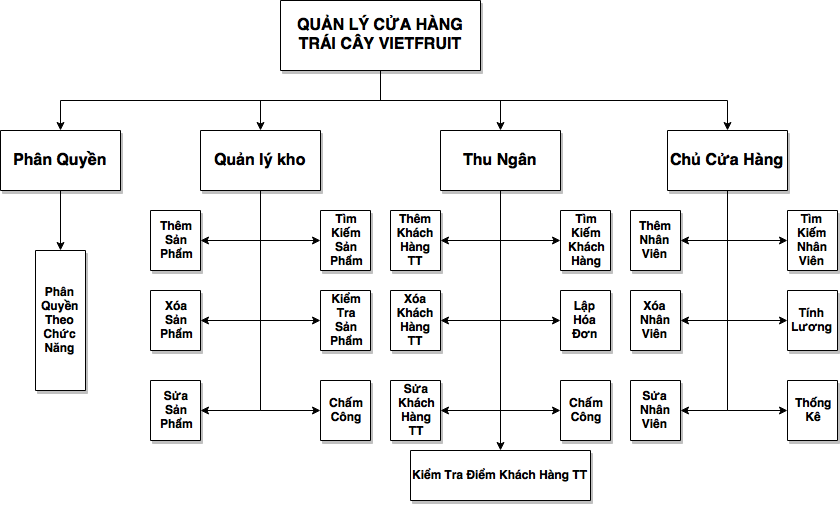 QUẢN LÝ CỬA HÀNG
TRÁI CÂY VIETFRUIT
Phân Quyền
Quản lý kho
Thu Ngân
Chủ Cửa Hàng
Phân
Quyền
Theo
Chức
Năng
Thêm
Sản
Phẩm
Tìm
Kiếm
Sản
Phẩm
Thêm
Khách
Hàng
TT
Tìm
Kiếm
Khách
Hàng
Thêm
Nhân
Viên
Tìm
Kiếm
Nhân
Viên
Xóa
Sản
Phẩm
Kiểm
Tra
Sản
Phẩm
Xóa
Khách
Hàng
TT
Lập
Hóa
Đơn
Xóa
Nhân
Viên
Tính
Lương
Sửa
Sản
Phẩm
Chấm
Công
Sửa
Khách
Hàng
TT
Chấm
Công
Sửa
Nhân
Viên
Thống
Kê
Kiểm Tra Điểm Khách Hàng TT